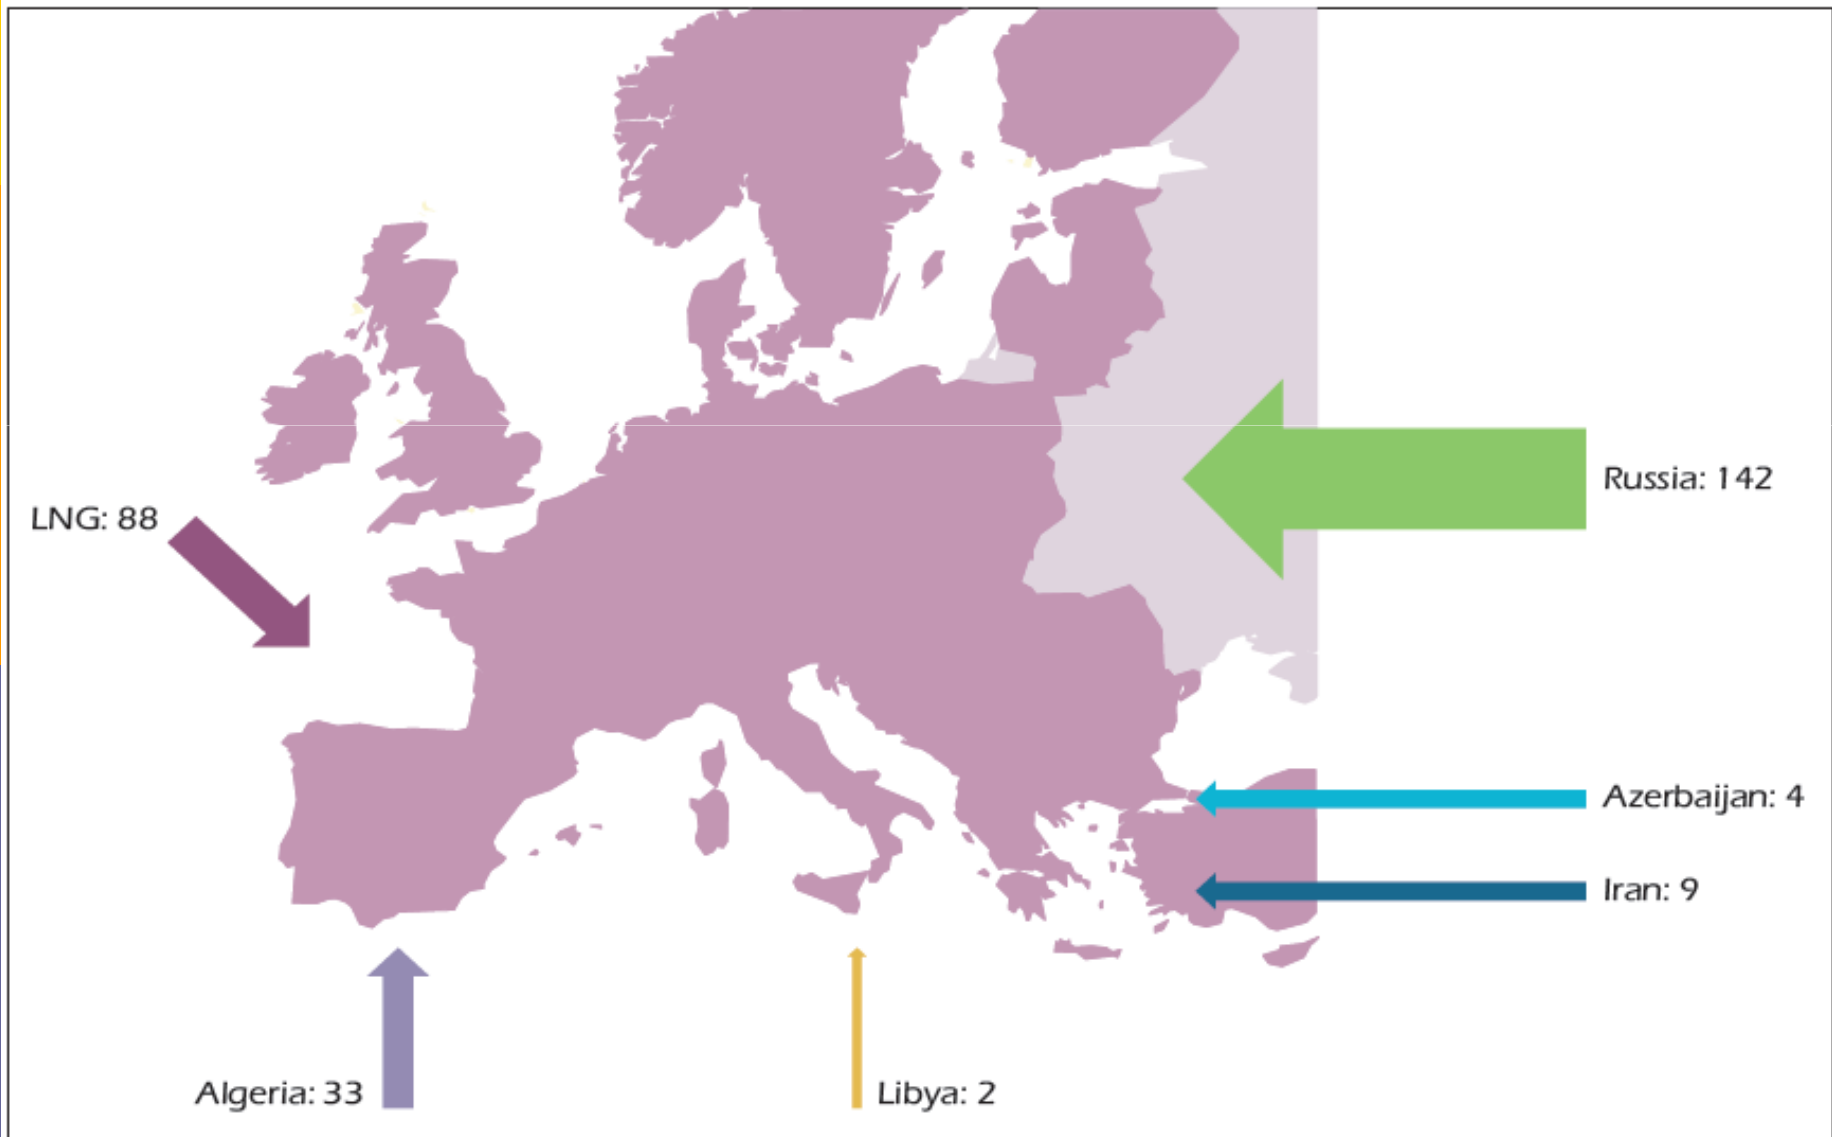 Russia: 142
LNG: 88
Azerbaijan: 4
Iran: 9
Algeria: 33
Libya: 2